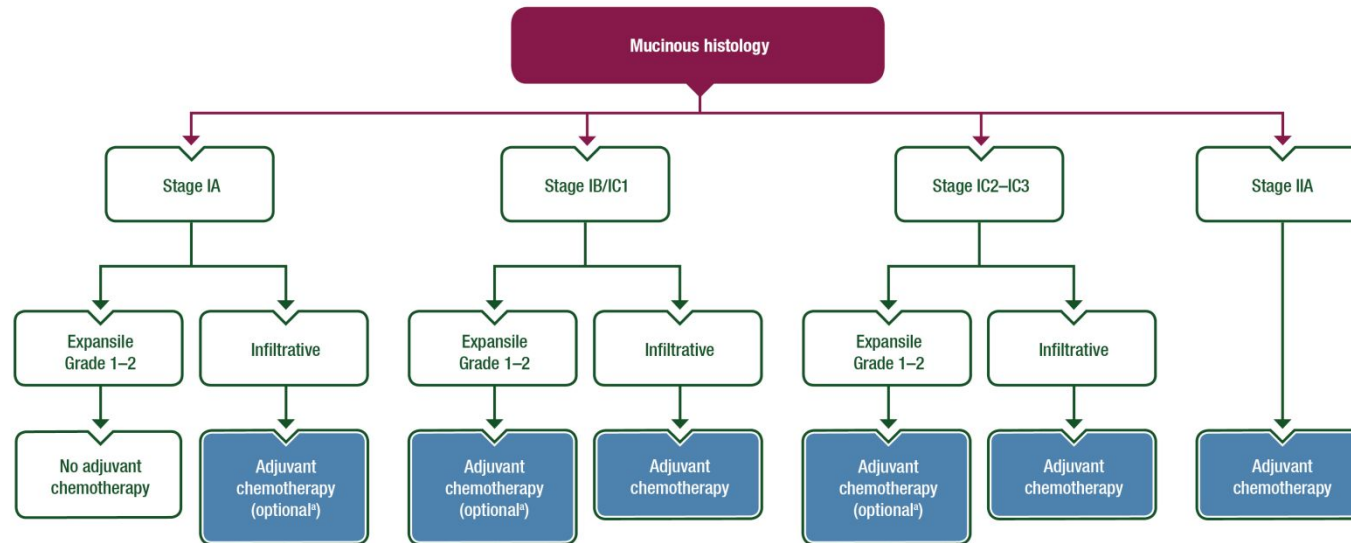 Mucinous histology
Stage IA
Stage IB/IC1
Stage IC2–IC3
Stage IIA
Expansile
Grade 1–2
Infiltrative
Expansile
Grade 1–2
Infiltrative
Expansile
Grade 1–2
Infiltrative
No adjuvant
chemotherapy
Adjuvant
chemotherapy
(optionalᵃ)
Adjuvant
chemotherapy
(optionalᵃ)
Adjuvant
chemotherapy
Adjuvant
chemotherapy
(optionalᵃ)
Adjuvant
chemotherapy
Adjuvant
chemotherapy